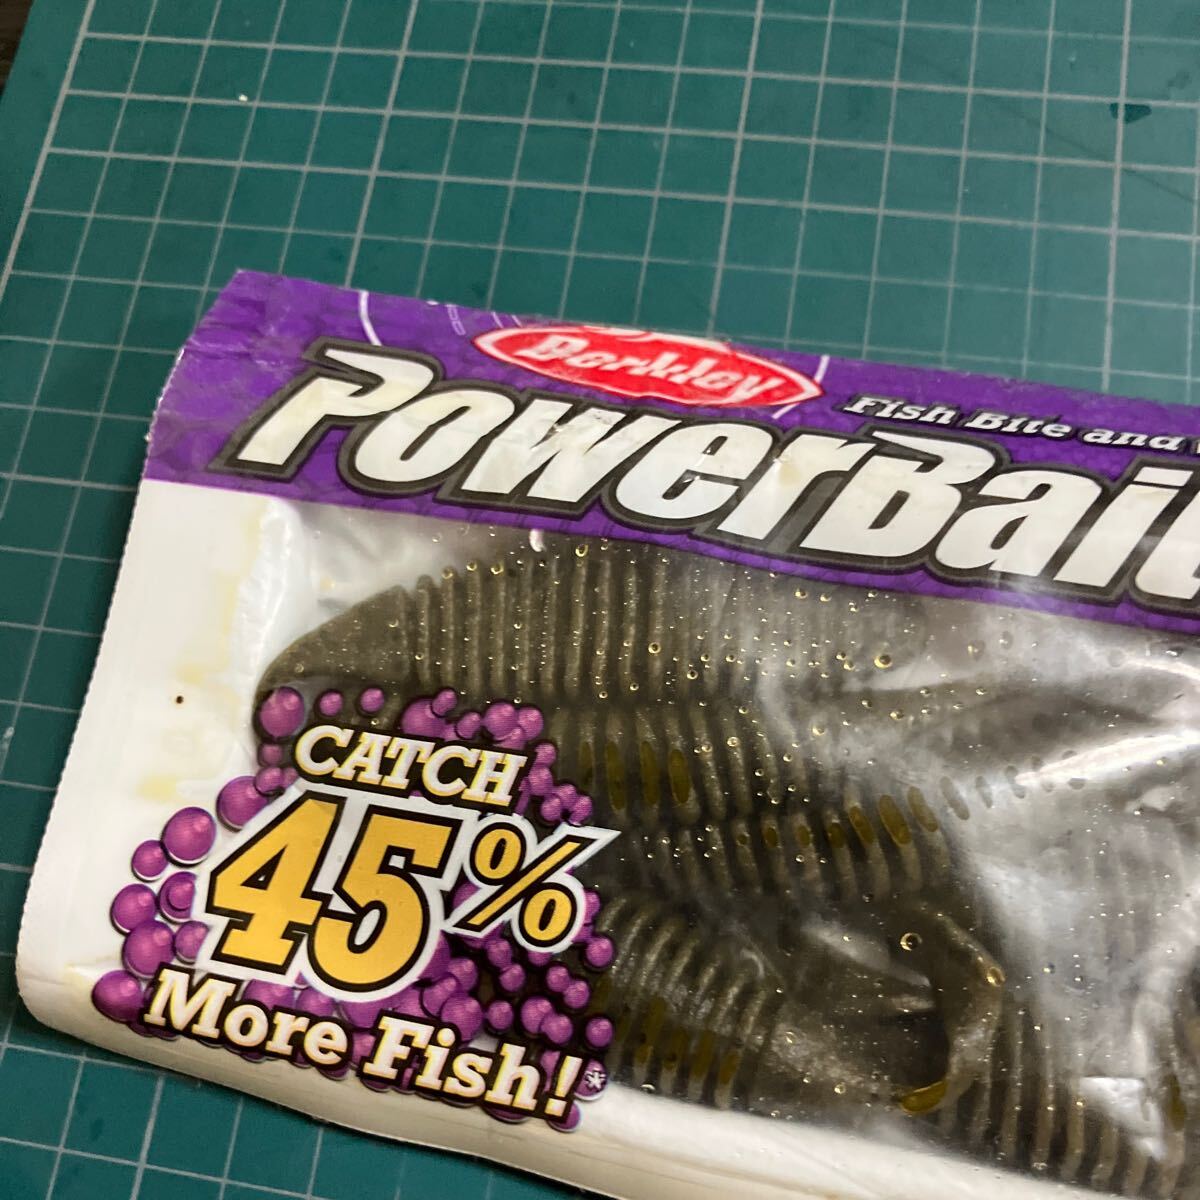 Berkley
PowerBait
Fish Bite and
CATCH
45%
More Fish!*